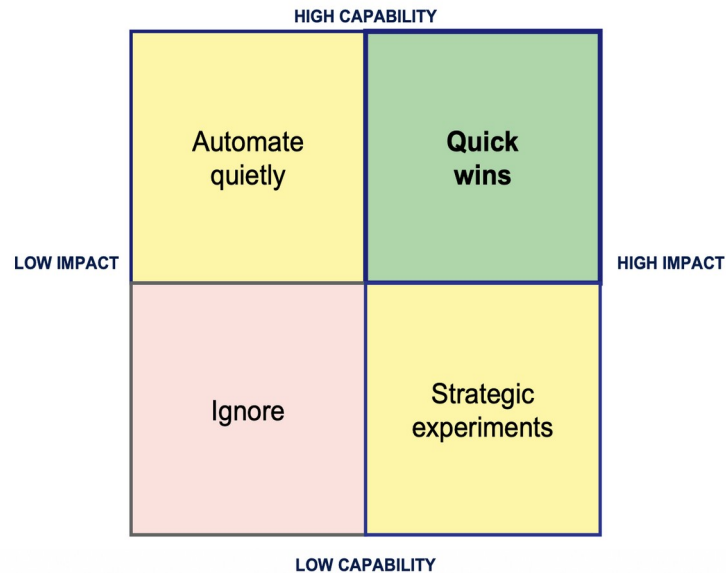 HIGH CAPABILITY
Automate
quietly
Quick
wins
LOW IMPACT
HIGH IMPACT
Ignore
Strategic
experiments
LOW CAPABILITY